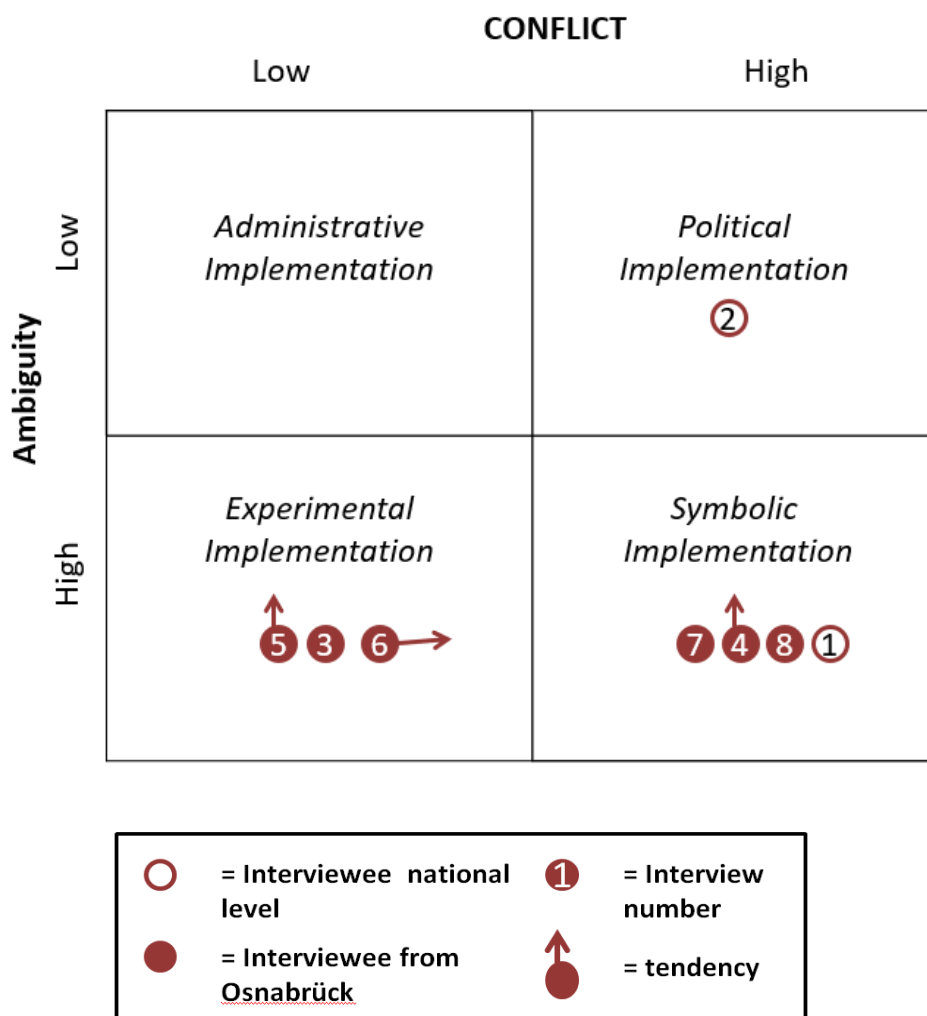 CONFLICT
Low
High
Ambiguity
Low
Administrative
Implementation
Political
Implementation
2
High
Experimental
Implementation
Symbolic
Implementation
5
3
6
7
4
8
1
= Interviewee national
level
1
= Interview
number
= Interviewee from
Osnabrück
= tendency